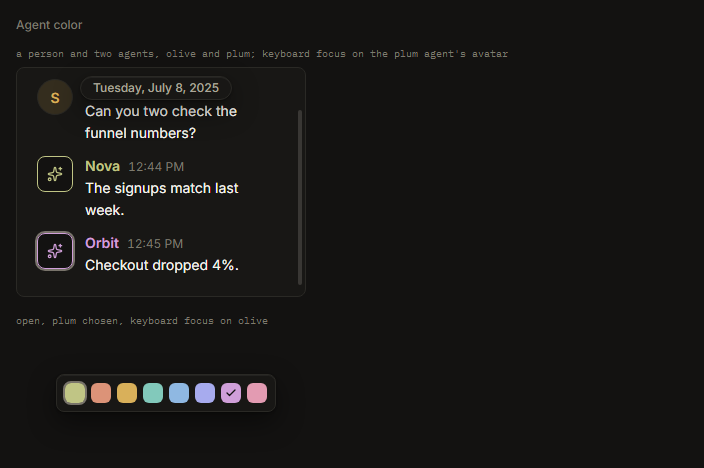 Agent color
a person and two agents, olive and plum; keyboard focus on the plum agent's avatar
Tuesday, July 8, 2025
S
Can you two check the
funnel numbers?
Nova 12:44 PM
The signups match last
week.
Orbit 12:45 PM
Checkout dropped 4%.
open, plum chosen, keyboard focus on olive